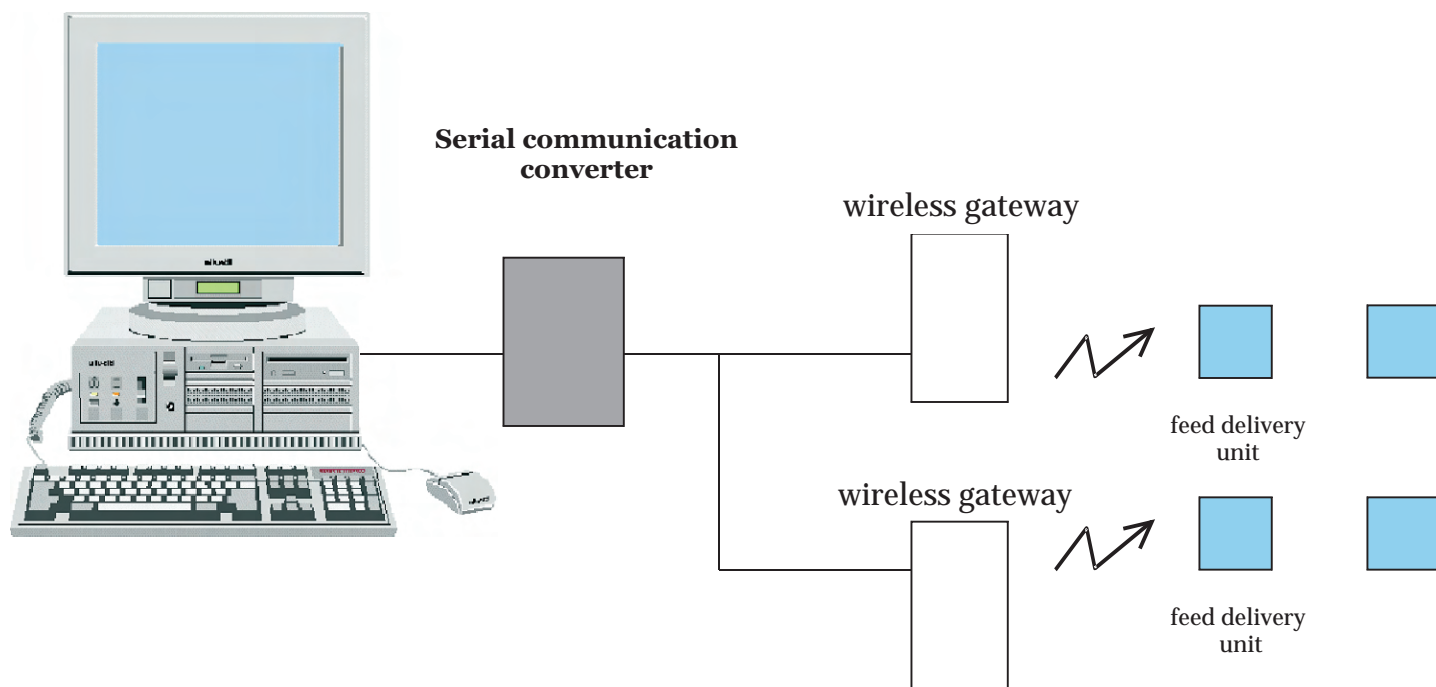 Serial communication
converter
wireless gateway
feed delivery
unit
wireless gateway
feed delivery
unit